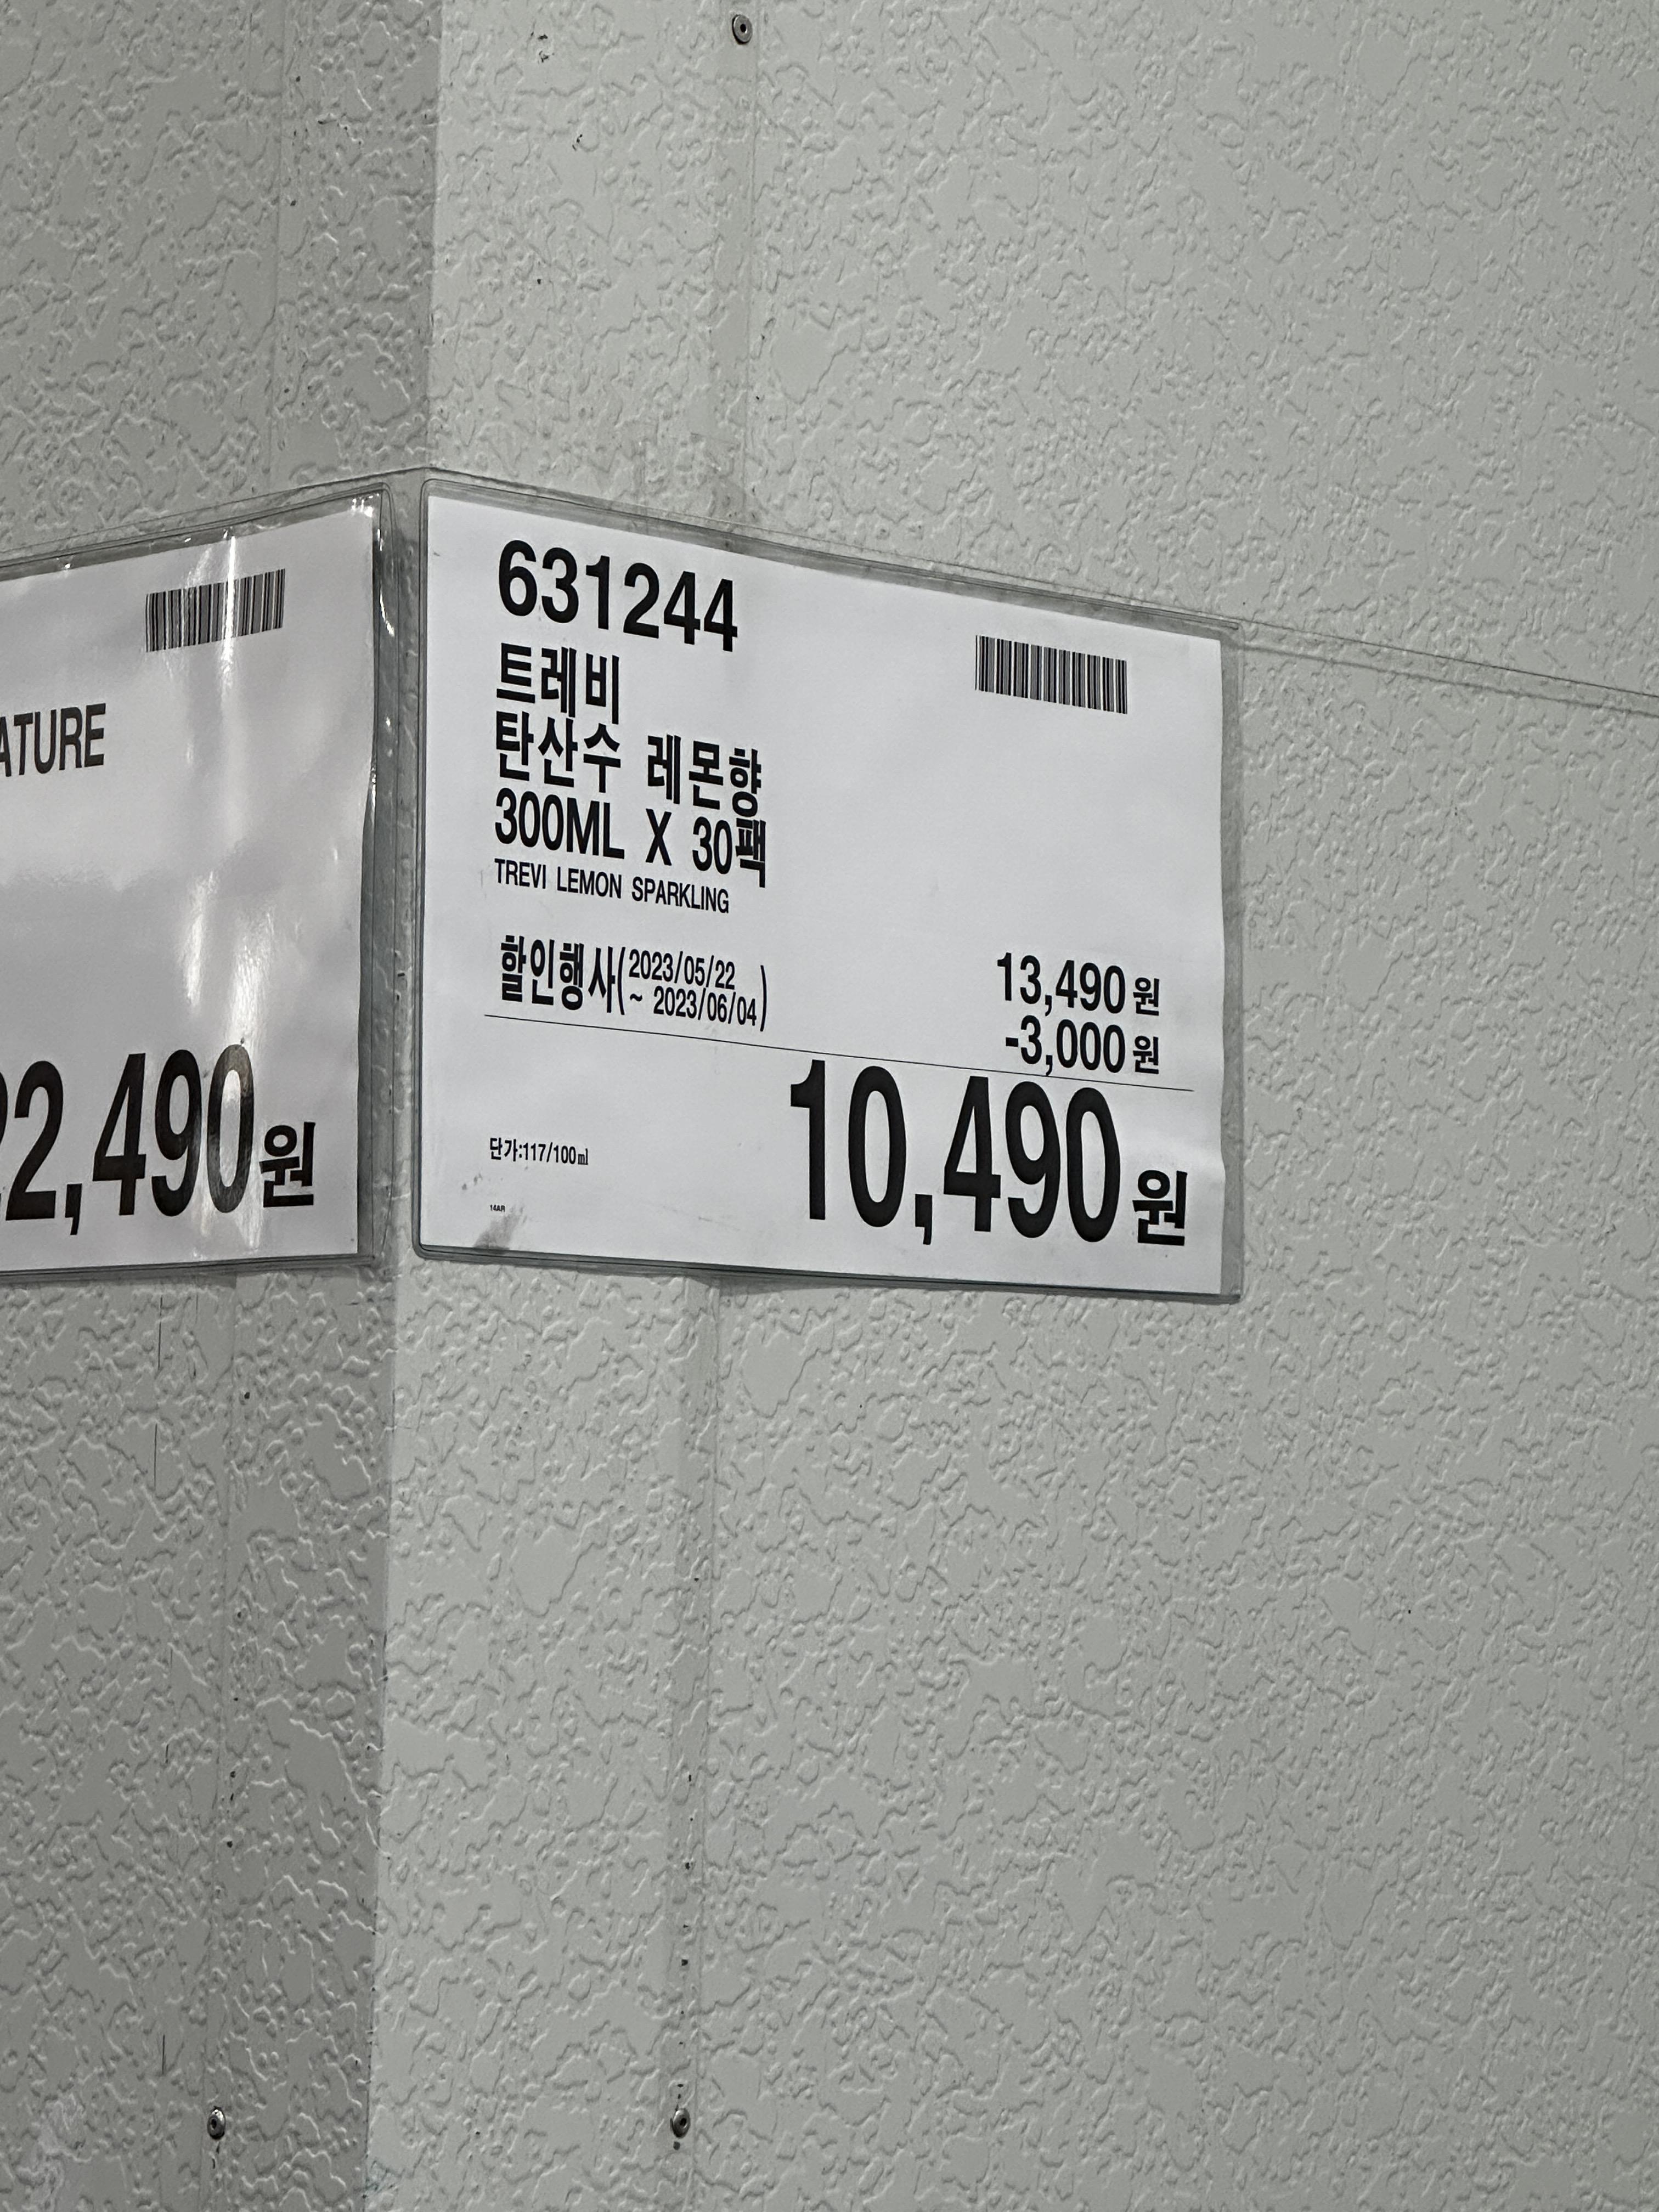 ATURE
2,490원
631244
트레비
탄산수 레몬향
300ML X 30팩
TREVI LEMON SPARKLING
할인행사(2023/05/22
~ 2023/06/04)
13,490원
-3,000원
10,490원
단가:117/100㎖
14AR